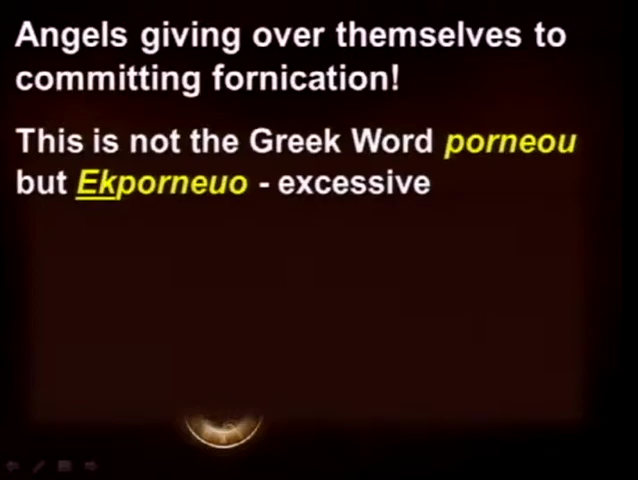 Angels giving over themselves to
committing fornication!
This is not the Greek Word porneou
but Ekporneuo - excessive